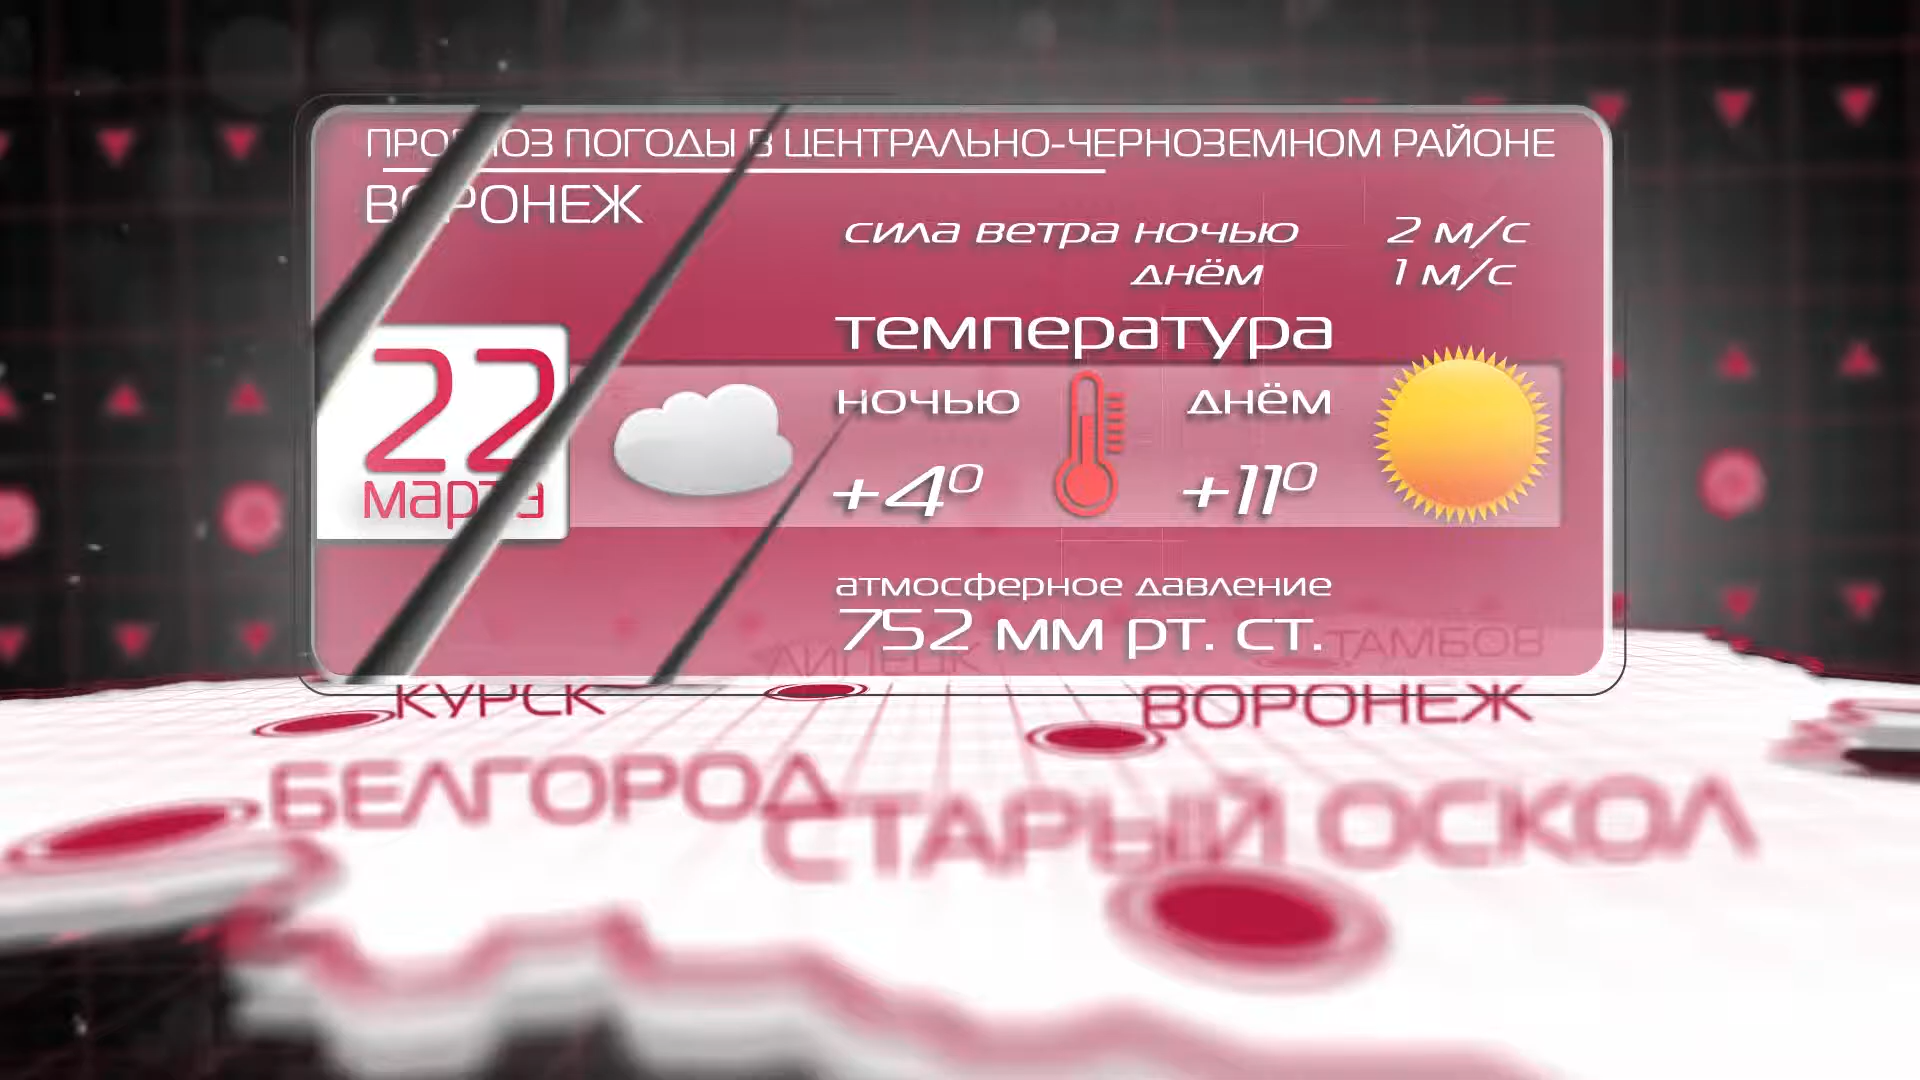 ПРОГНОЗ ПОГОДЫ В ЦЕНТРАЛЬНО-ЧЕРНОЗЕМНОМ РАЙОНЕ
ВОРОНЕЖ
сила ветра ночью 2 м/с
днём 1 м/с
температура
22
марта
ночью днём
+4° +11°
атмосферное давление
752 мм рт. ст.
ЛИПЕЦК ТАМБОВ
КУРСК ВОРОНЕЖ
БЕЛГОРОД СТАРЫЙ ОСКОЛ